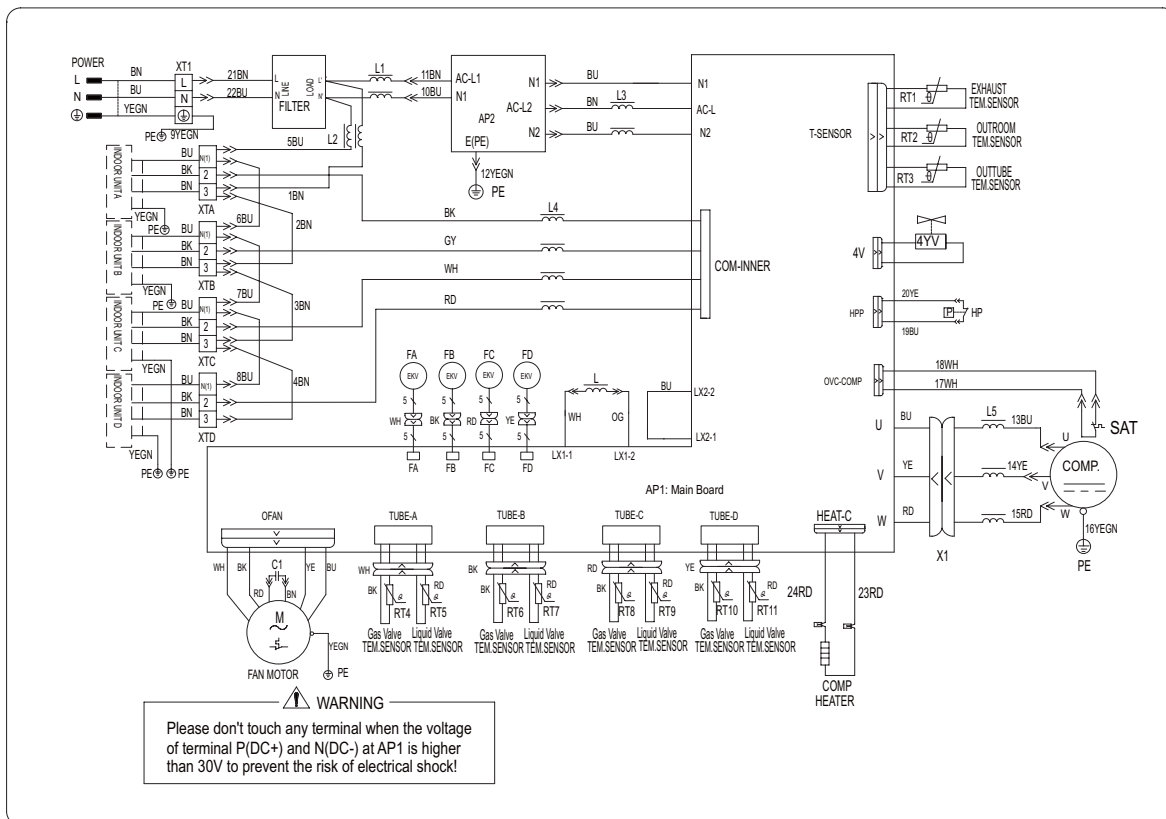 POWER
L
N
BN
BU
YEGN
XT1
L
N
PE
9YEGN
21BN
22BU
L
N
LINE
FILTER
LOAD
L'
N'
L1
11BN
10BU
AC-L1
N1
AP2
E(PE)
N1
AC-L2
N2
12YEGN
PE
BU
BN
L3
BU
N1
AC-L
N2
L2
5BU
T-SENSOR
RT1
EXHAUST
TEM.SENSOR
RT2
OUTROOM
TEM.SENSOR
RT3
OUTTUBE
TEM.SENSOR
INDOOR UNIT A
BU
BK
BN
N(1)
2
3
XTA
YEGN
PE
1BN
2BN
INDOOR UNIT B
BU
BK
BN
N(1)
2
3
XTB
6BU
YEGN
PE
3BN
INDOOR UNIT C
BU
BK
BN
N(1)
2
3
XTC
7BU
YEGN
4BN
INDOOR UNIT D
BU
BK
BN
N(1)
2
3
XTD
8BU
YEGN
PE
PE
BK
L4
GY
WH
RD
COM-INNER
4V
4YV
HPP
20YE
19BU
P
HP
OVC-COMP
18WH
17WH
SAT
FA
FB
FC
FD
EKV
EKV
EKV
EKV
5
5
5
5
WH
BK
RD
YE
5
5
5
5
FA
FB
FC
FD
L
WH
OG
LX1-1
LX1-2
BU
LX2-2
LX2-1
U
V
W
BU
YE
RD
X1
L5
13BU
14YE
15RD
U
V
W
COMP.
16YEGN
PE
AP1: Main Board
OFAN
WH
BK
C1
YE
BU
RD
BN
M
YEGN
PE
FAN MOTOR
TUBE-A
WH
BK
RD
RT4
RT5
Gas Valve
TEM.SENSOR
Liquid Valve
TEM.SENSOR
TUBE-B
BK
BK
RD
RT6
RT7
Gas Valve
TEM.SENSOR
Liquid Valve
TEM.SENSOR
TUBE-C
RD
BK
RD
RT8
RT9
Gas Valve
TEM.SENSOR
Liquid Valve
TEM.SENSOR
TUBE-D
YE
BK
RD
RT10
RT11
Gas Valve
TEM.SENSOR
Liquid Valve
TEM.SENSOR
HEAT-C
24RD
23RD
COMP
HEATER
WARNING
Please don't touch any terminal when the voltage
of terminal P(DC+) and N(DC-) at AP1 is higher
than 30V to prevent the risk of electrical shock!